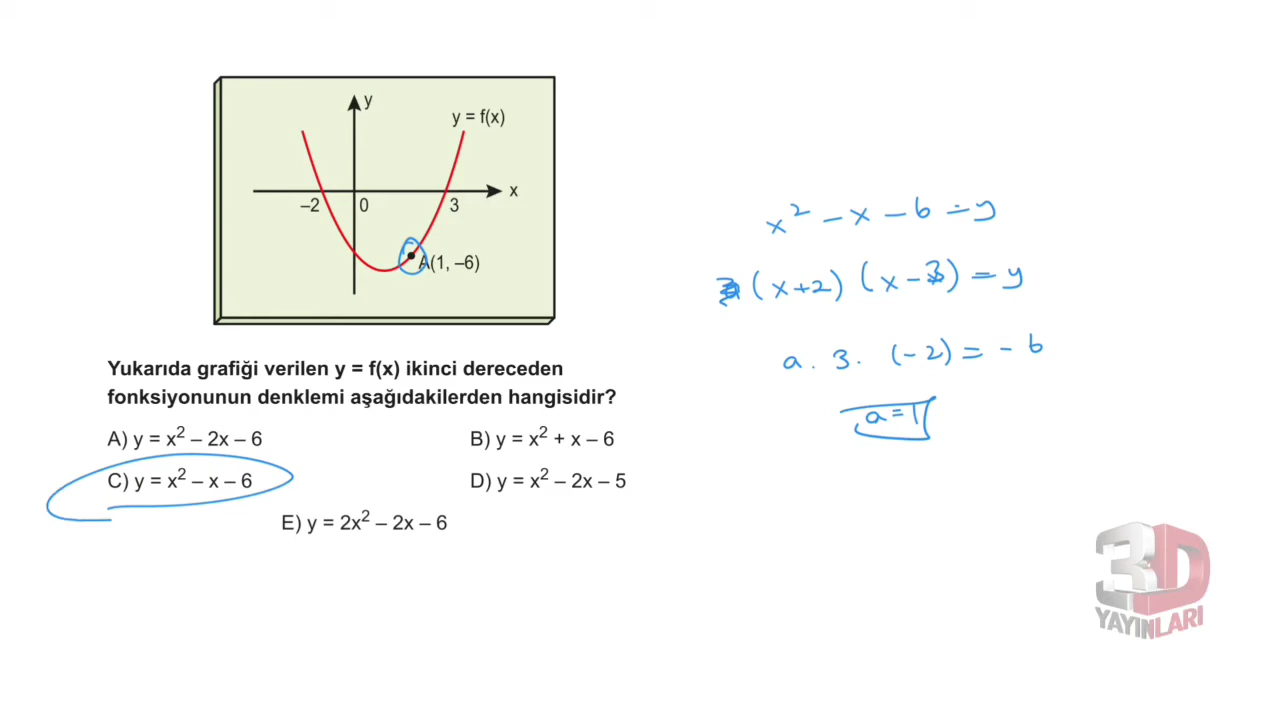 y
y = f(x)
x
–2
0
3
A(1, –6)
Yukarıda grafiği verilen y = f(x) ikinci dereceden
fonksiyonunun denklemi aşağıdakilerden hangisidir?
A) y = x² – 2x – 6
B) y = x² + x – 6
C) y = x² – x – 6
D) y = x² – 2x – 5
E) y = 2x² – 2x – 6
x² – x – 6 = y
(x+2) (x–3) = y
a . 3 . (–2) = – 6
a = 1
3D
YAYINLARI